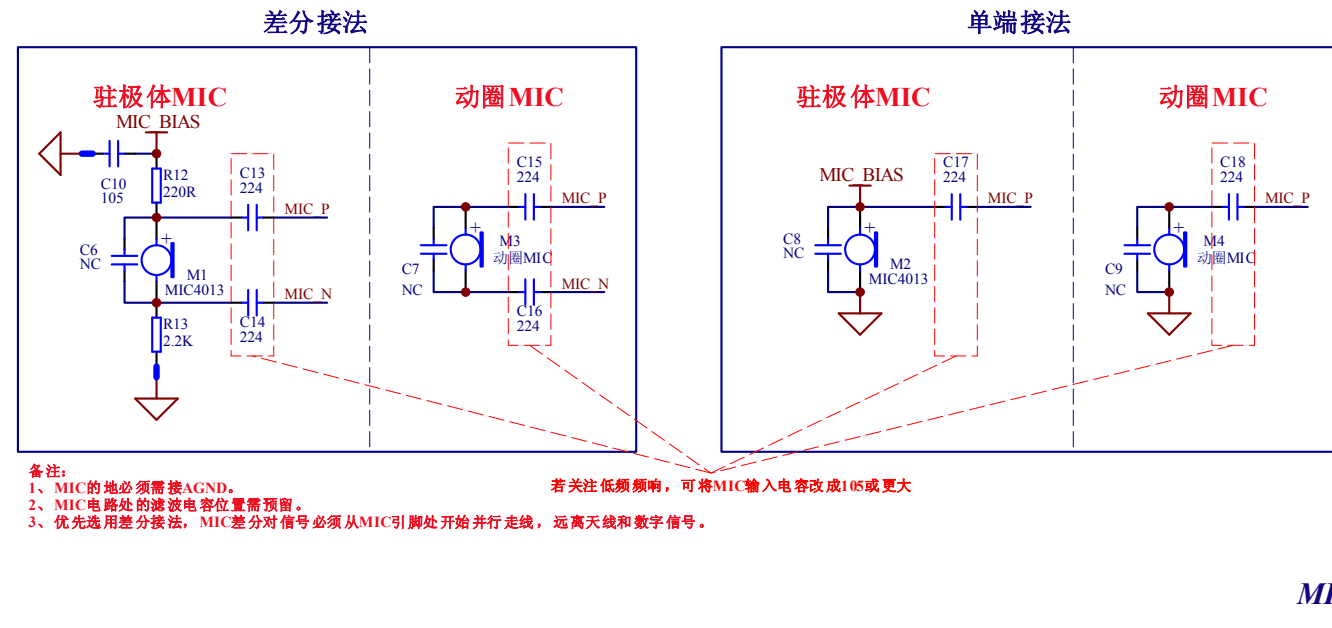 差分接法
单端接法
驻极体MIC
动圈MIC
驻极体MIC
动圈MIC
MIC_BIAS
C10
105
R12
220R
C13
224
MIC_P
C6
NC
+
M1
MIC4013
MIC_N
C14
224
R13
2.2K
C15
224
MIC_P
+
M3
动圈MIC
C7
NC
MIC_N
C16
224
MIC_BIAS
C17
224
MIC_P
C8
NC
+
M2
MIC4013
C18
224
MIC_P
+
M4
动圈MIC
C9
NC
备注：
1、MIC的地必须需接AGND。
2、MIC电路处的滤波电容位置需预留。
3、优先选用差分接法，MIC差分对信号必须从MIC引脚处开始并行走线，远离天线和数字信号。
若关注低频频响，可将MIC输入电容改成105或更大